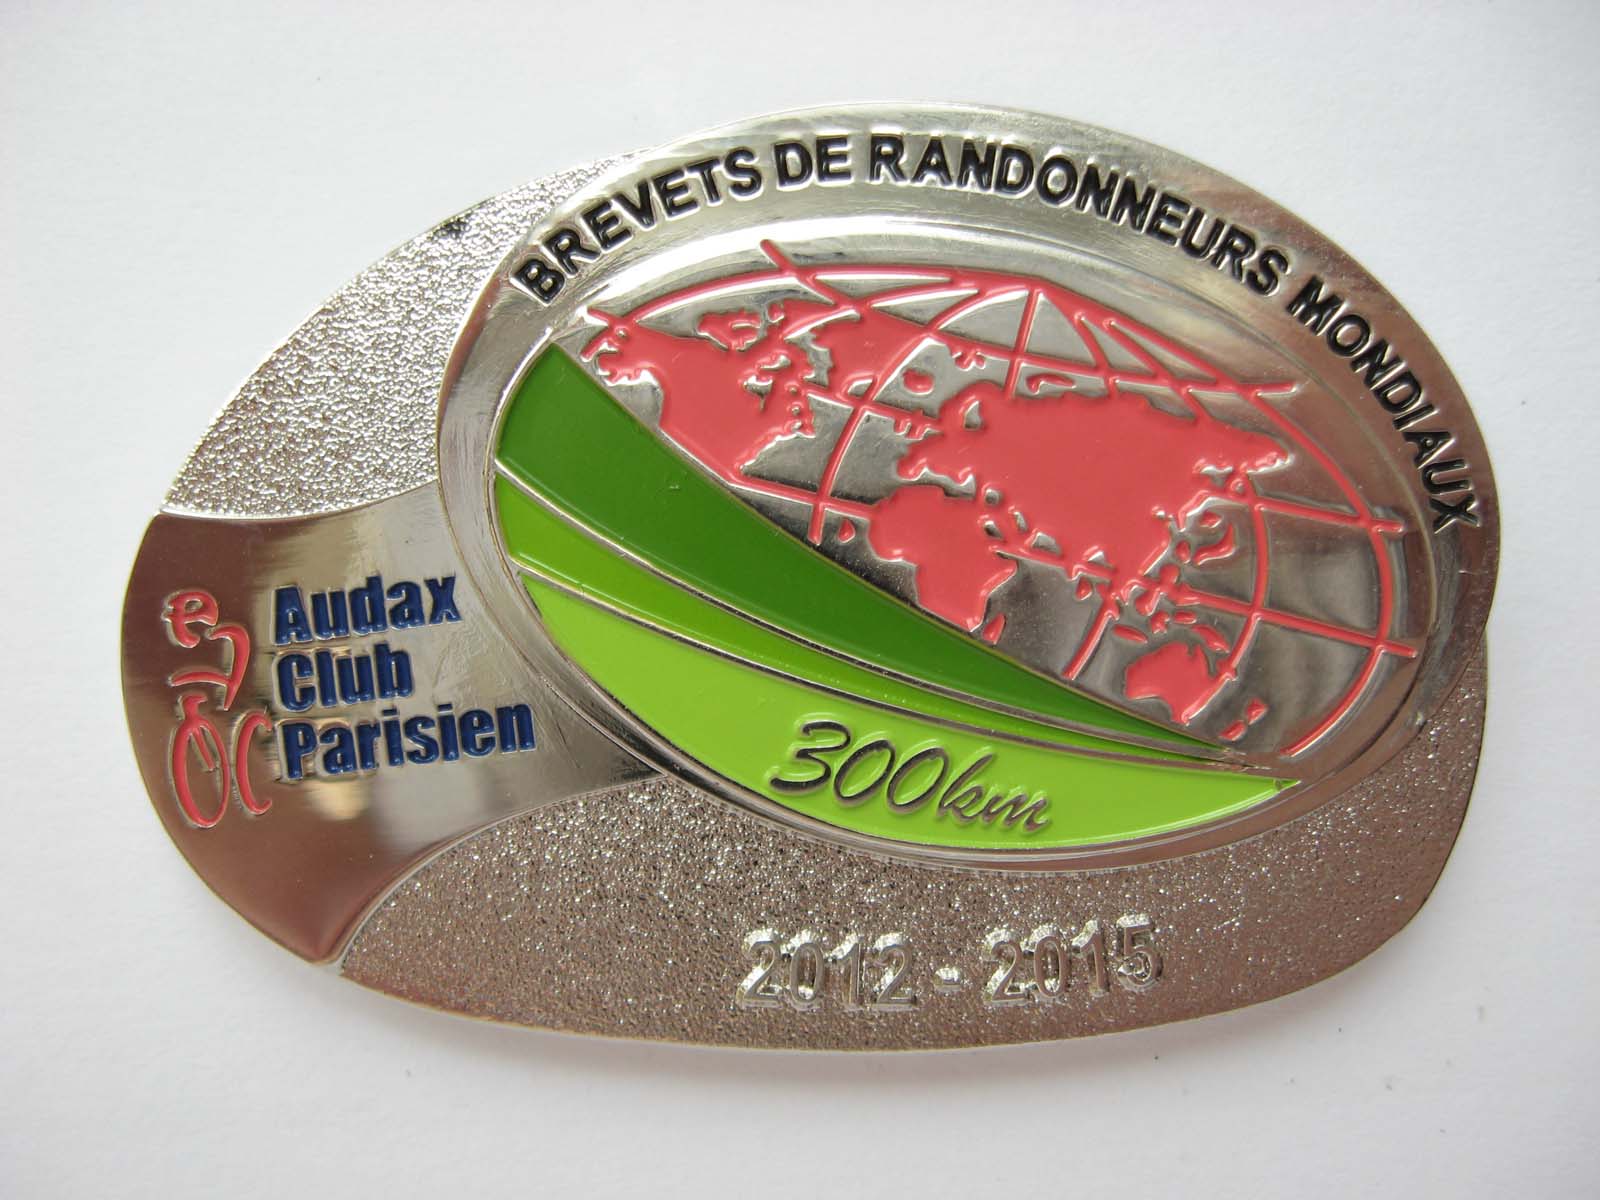 BREVETS DE RANDONNEURS MONDIAUX
Audax
Club
Parisien
300km
2012 - 2015